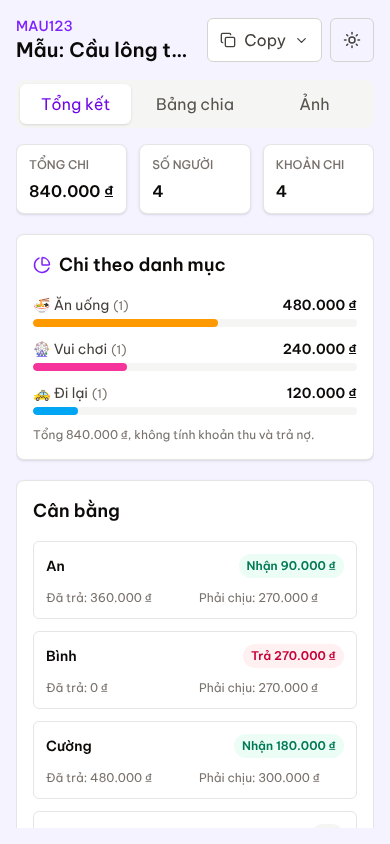 MAU123
Mẫu: Cầu lông t...
Copy
Tổng kết
Bảng chia
Ảnh
TỔNG CHI
840.000 ₫
SỐ NGƯỜI
4
KHOẢN CHI
4
Chi theo danh mục
Ăn uống (1) 480.000 ₫
Vui chơi (1) 240.000 ₫
Đi lại (1) 120.000 ₫
Tổng 840.000 ₫, không tính khoản thu và trả nợ.
Cân bằng
An Nhận 90.000 ₫
Đã trả: 360.000 ₫ Phải chịu: 270.000 ₫
Bình Trả 270.000 ₫
Đã trả: 0 ₫ Phải chịu: 270.000 ₫
Cường Nhận 180.000 ₫
Đã trả: 480.000 ₫ Phải chịu: 300.000 ₫